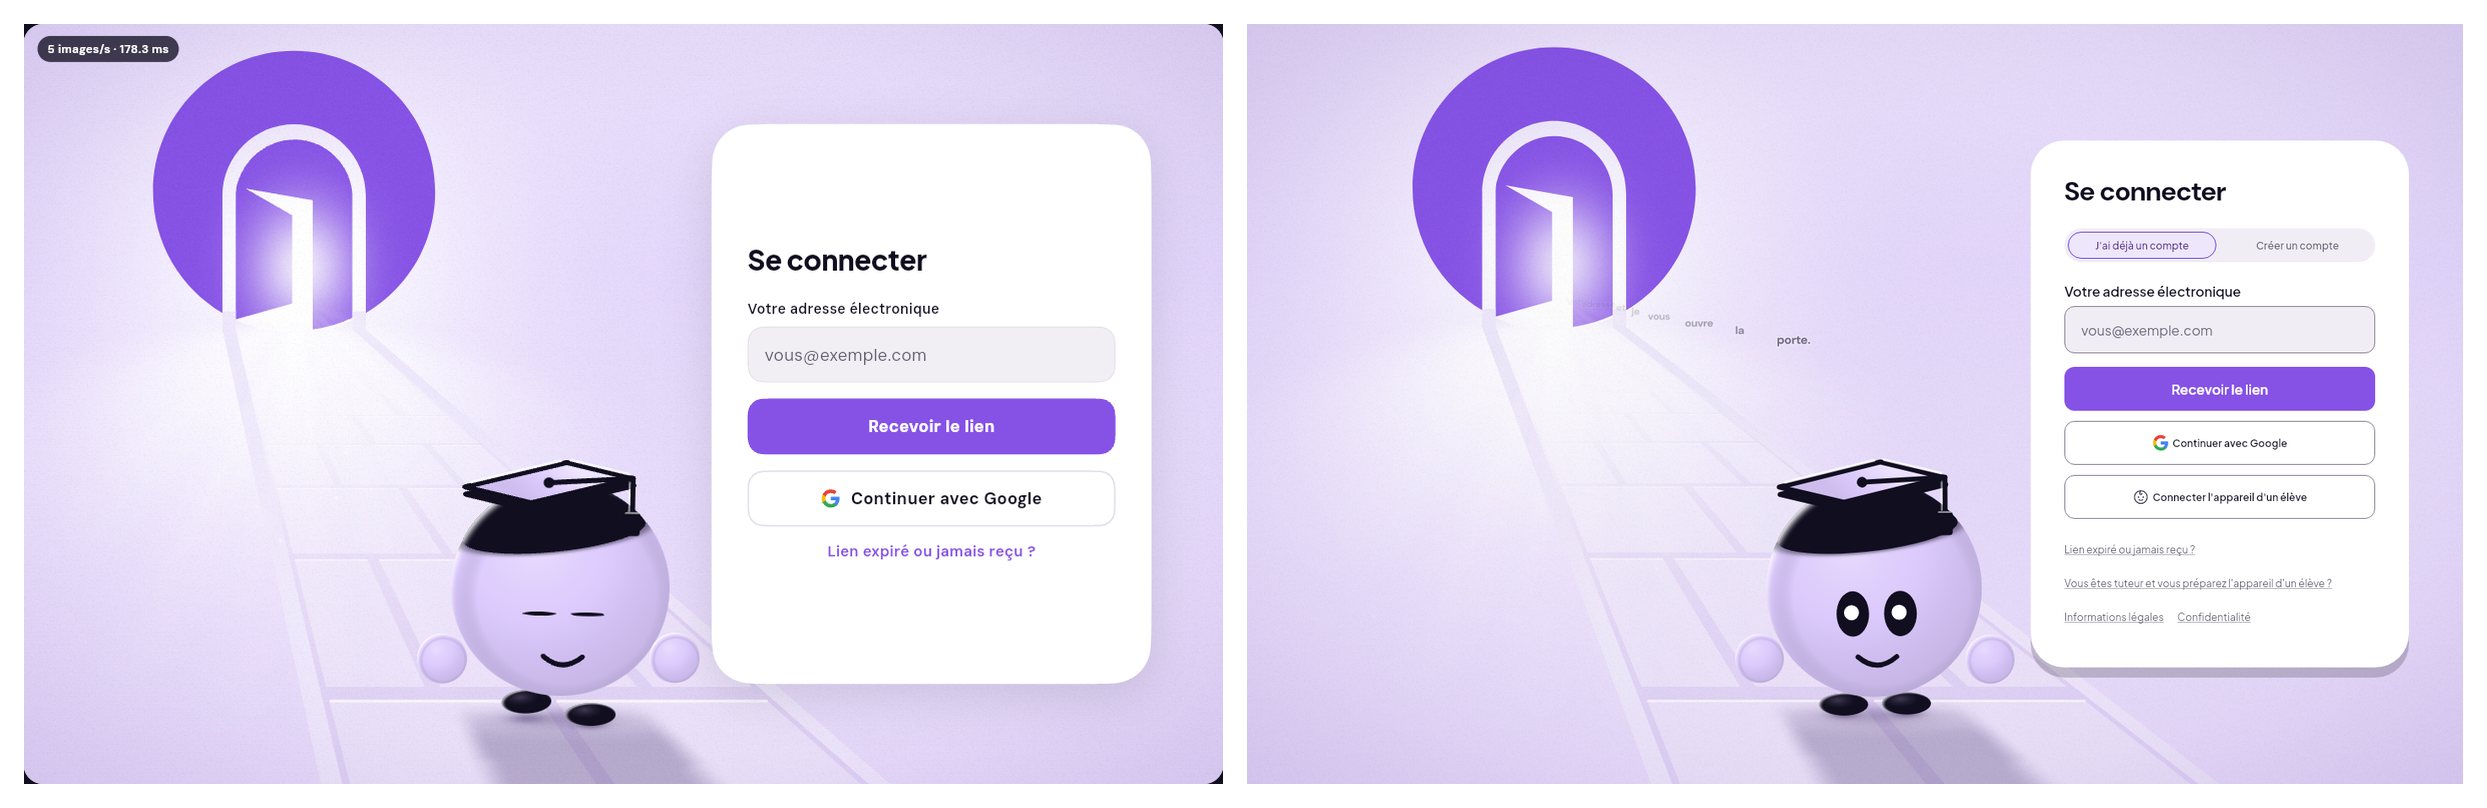 5 images/s · 178.3 ms
Se connecter
Votre adresse électronique
vous@exemple.com
Recevoir le lien
Continuer avec Google
Lien expiré ou jamais reçu ?
et je vous ouvre la porte.
Se connecter
J'ai déjà un compte
Créer un compte
Votre adresse électronique
vous@exemple.com
Recevoir le lien
Continuer avec Google
Connecter l'appareil d'un élève
Lien expiré ou jamais reçu ?
Vous êtes tuteur et vous préparez l'appareil d'un élève ?
Informations légales Confidentialité